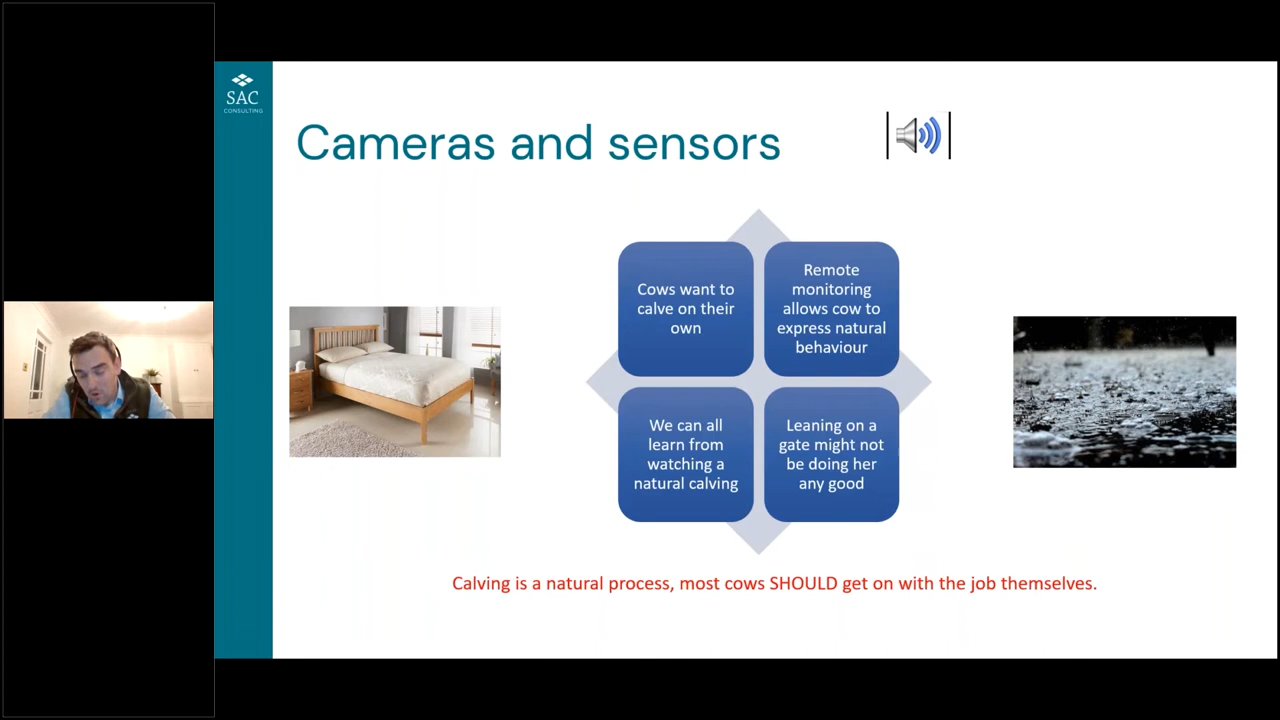 SAC
CONSULTING
Cameras and sensors
Cows want to
calve on their
own
Remote
monitoring
allows cow to
express natural
behaviour
We can all
learn from
watching a
natural calving
Leaning on a
gate might not
be doing her
any good
Calving is a natural process, most cows SHOULD get on with the job themselves.